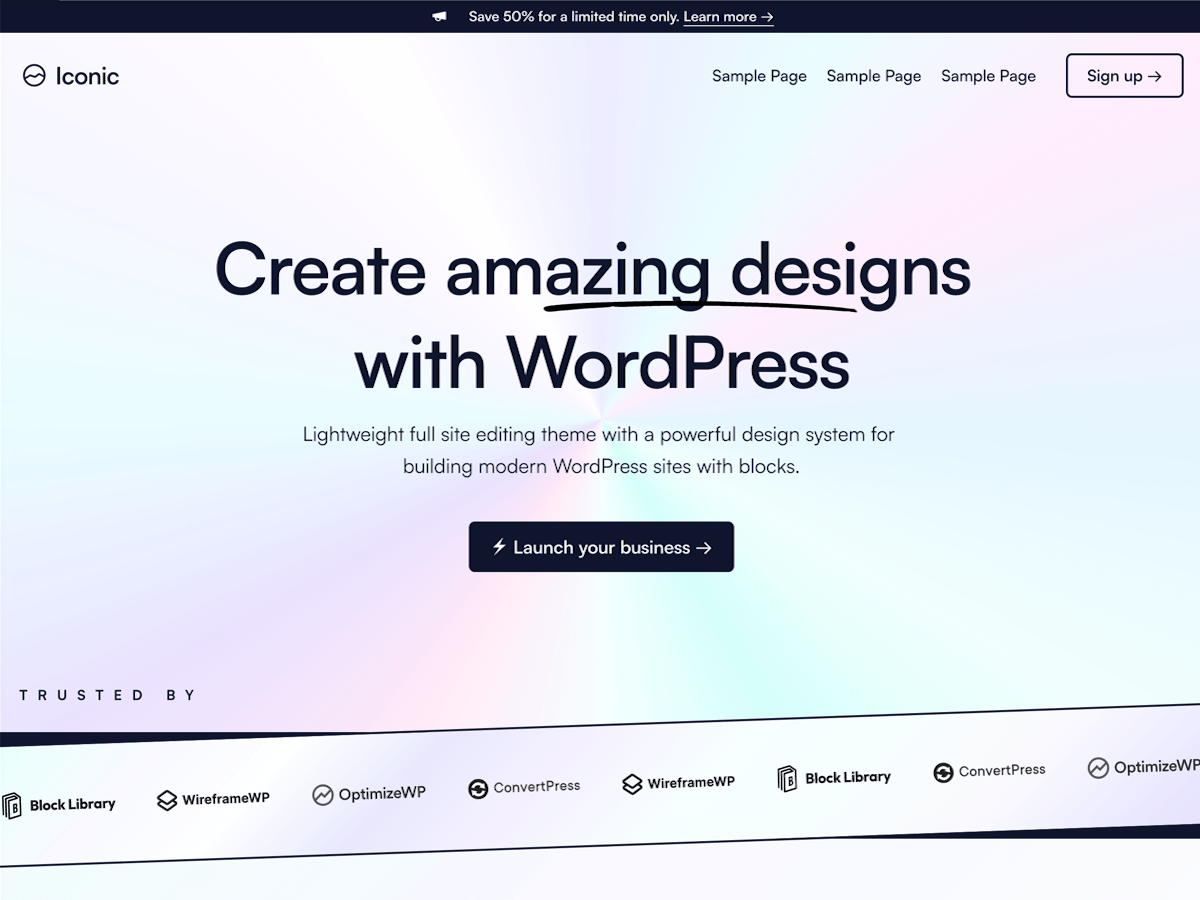 Save 50% for a limited time only. Learn more →
Iconic
Sample Page Sample Page Sample Page Sign up →
Create amazing designs
with WordPress
Lightweight full site editing theme with a powerful design system for
building modern WordPress sites with blocks.
Launch your business →
TRUSTED BY
Block Library WireframeWP OptimizeWP ConvertPress WireframeWP Block Library ConvertPress OptimizeWP